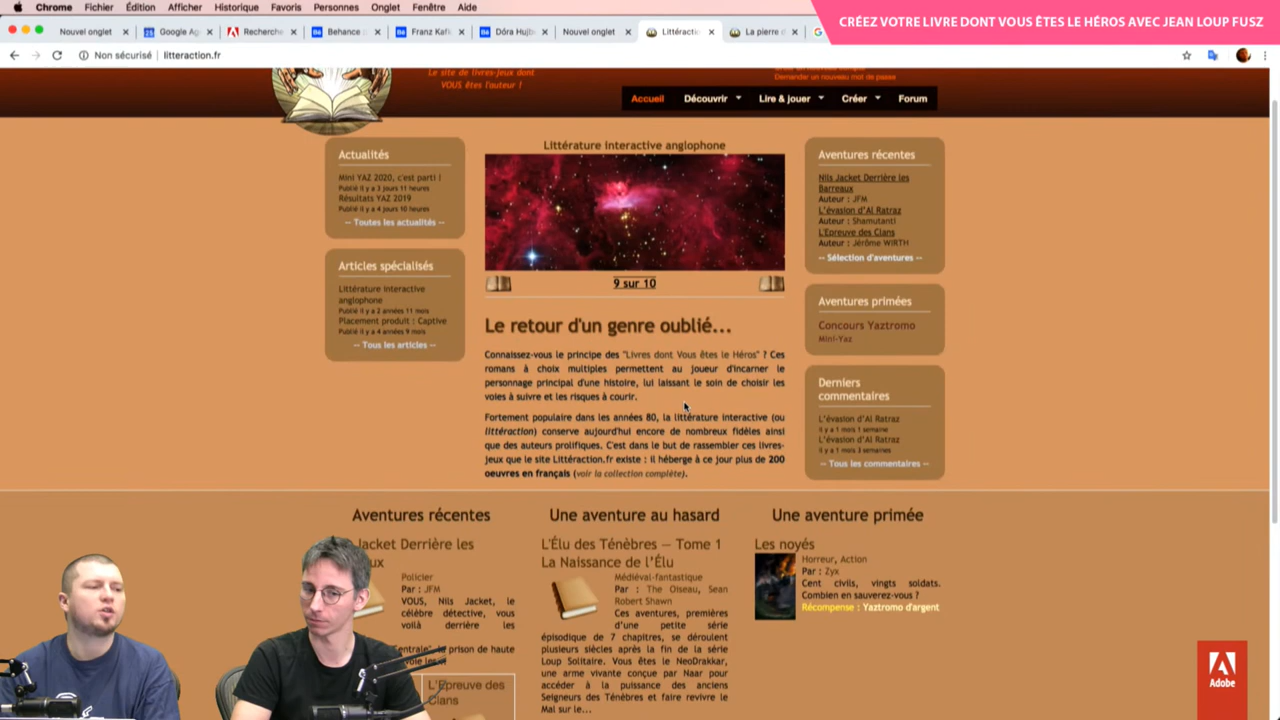 Chrome Fichier Édition Afficher Historique Favoris Personnes Onglet Fenêtre Aide
CRÉEZ VOTRE LIVRE DONT VOUS ÊTES LE HÉROS AVEC JEAN LOUP FUSZ
Nouvel onglet Google Recherche Behance Franz Dóra Nouvel onglet La pierre
Non sécurisé litteraction.fr
Le site de livres-jeux dont
VOUS êtes l'auteur !
Demander un nouveau mot de passe
Accueil Découvrir Lire & jouer Créer Forum
Actualités
Mini YAZ 2020, c'est parti !
Publié il y a 3 jours 11 heures
Résultats YAZ 2019
Publié il y a 4 jours 10 heures
-- Toutes les actualités --
Articles spécialisés
Littérature interactive
anglophone
Publié il y a 2 années 11 mois
Placement produit : Captive
Publié il y a 4 années 9 mois
-- Tous les articles --
Littérature interactive anglophone
9 sur 10
Le retour d'un genre oublié...
Connaissez-vous le principe des "Livres dont Vous êtes le Héros" ? Ces
romans à choix multiples permettent au joueur d'incarner le
personnage principal d'une histoire, lui laissant le soin de choisir les
voies à suivre et les risques à courir.
Fortement populaire dans les années 80, la littérature interactive (ou
littéraction) conserve aujourd'hui encore de nombreux fidèles ainsi
que des auteurs prolifiques. C'est dans le but de rassembler ces livres-
jeux que le site Littéraction.fr existe : il héberge à ce jour plus de 200
oeuvres en français (voir la collection complète).
Aventures récentes
Nils Jacket Derrière les
Barreaux
Auteur : JFM
L'évasion d'Al Ratraz
Auteur : Shamutanti
L'Epreuve des Clans
Auteur : Jérôme WIRTH
-- Sélection d'aventures --
Aventures primées
Concours Yaztromo
Mini-Yaz
Derniers
commentaires
L'évasion d'Al Ratraz
il y a 1 mois 1 semaine
L'évasion d'Al Ratraz
il y a 1 mois 3 semaines
-- Tous les commentaires --
Aventures récentes
Jacket Derrière les
Policier
Par : JFM
VOUS, Nils Jacket, le
célèbre détective, vous
voilà derrière les
prison de haute
L'Epreuve des
Clans
Une aventure au hasard
L'Élu des Ténèbres – Tome 1
La Naissance de l'Élu
Médiéval-fantastique
Par : The Oiseau, Sean
Robert Shawn
Ces aventures, premières
d'une petite série
épisodique de 7 chapitres, se déroulent
plusieurs siècles après la fin de la série
Loup Solitaire. Vous êtes le NeoDrakkar,
une arme vivante conçue par Naar pour
accéder à la puissance des anciens
Seigneurs des Ténèbres et faire revivre le
Mal sur le...
Une aventure primée
Les noyés
Horreur, Action
Par : Zyx
Cent civils, vingts soldats.
Combien en sauverez-vous ?
Récompense : Yaztromo d'argent
Adobe